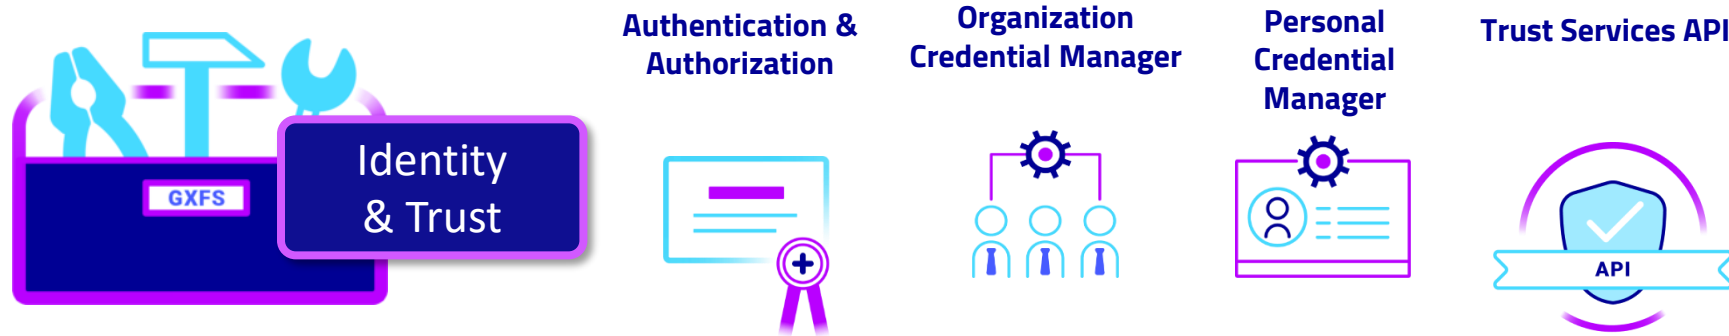 GXFS
Identity
& Trust
Authentication &
Authorization
Organization
Credential Manager
Personal
Credential
Manager
Trust Services API
API